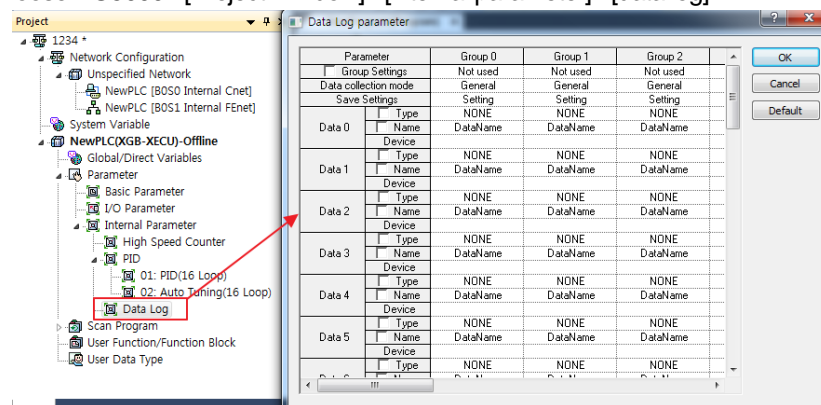 Project
1234 *
Network Configuration
Unspecified Network
NewPLC [B0S0 Internal Cnet]
NewPLC [B0S1 Internal FEnet]
System Variable
NewPLC(XGB-XECU)-Offline
Global/Direct Variables
Parameter
Basic Parameter
I/O Parameter
Internal Parameter
High Speed Counter
PID
01: PID(16 Loop)
02: Auto Tuning(16 Loop)
Data Log
Scan Program
User Function/Function Block
User Data Type
Data Log parameter
Parameter Group 0 Group 1 Group 2
Group Settings Not used Not used Not used
Data collection mode General General General
Save Settings Setting Setting Setting
Data 0
Type NONE NONE NONE
Name DataName DataName DataName
Device
Data 1
Type NONE NONE NONE
Name DataName DataName DataName
Device
Data 2
Type NONE NONE NONE
Name DataName DataName DataName
Device
Data 3
Type NONE NONE NONE
Name DataName DataName DataName
Device
Data 4
Type NONE NONE NONE
Name DataName DataName DataName
Device
Data 5
Type NONE NONE NONE
Name DataName DataName DataName
Device
Type NONE NONE NONE
OK
Cancel
Default